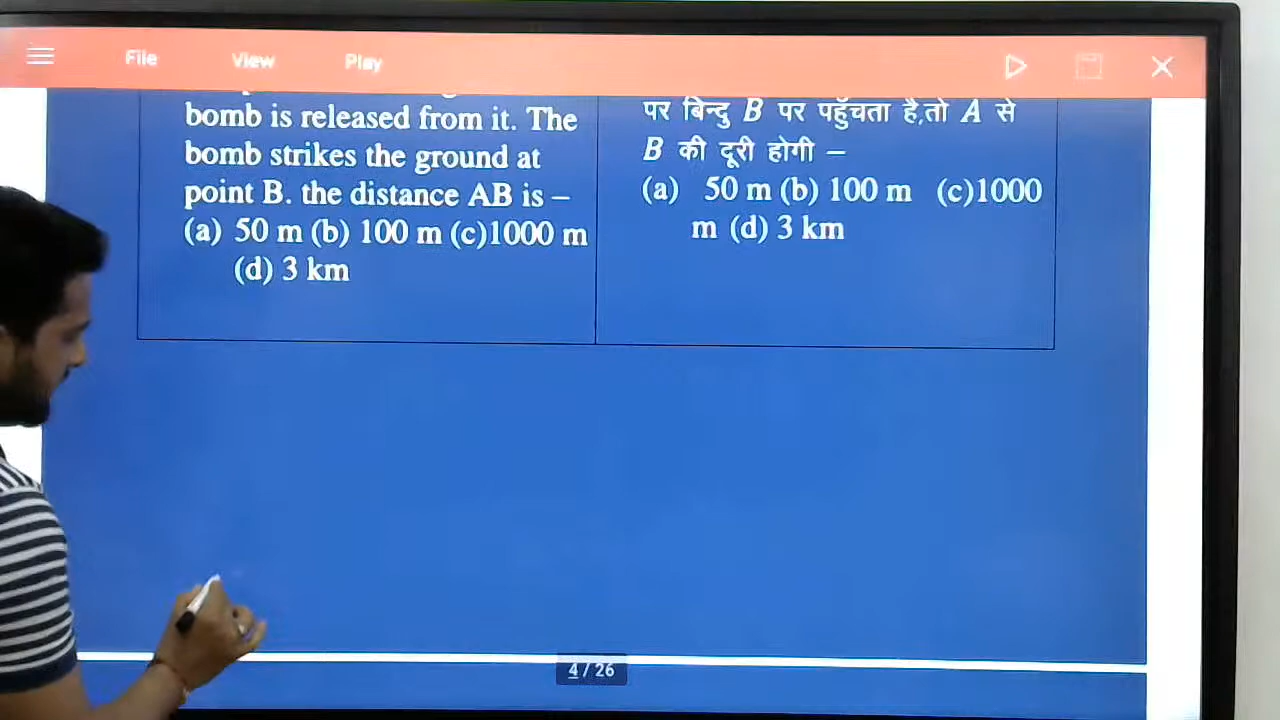 File View Play
bomb is released from it. The
bomb strikes the ground at
point B. the distance AB is –
(a) 50 m (b) 100 m (c)1000 m
(d) 3 km
पर बिन्दु B पर पहुँचता है,तो A से
B की दूरी होगी –
(a) 50 m (b) 100 m (c)1000
m (d) 3 km
4 / 26